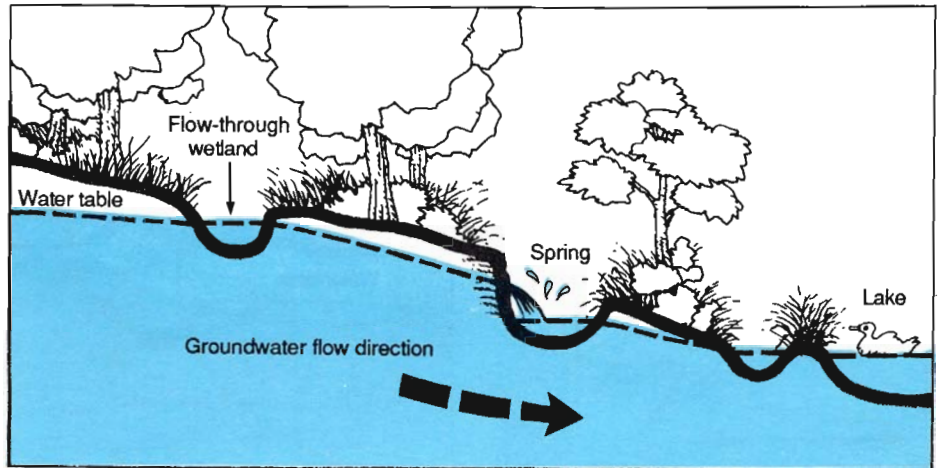 Flow-through
wetland
Water table
Spring
Lake
Groundwater flow direction